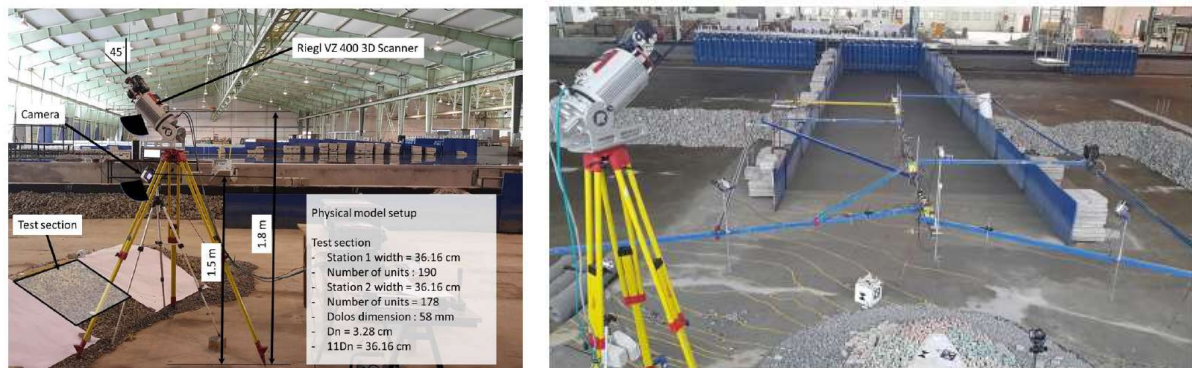 45°
Riegl VZ 400 3D Scanner
Camera
Test section
1.5 m
1.8 m
Physical model setup
Test section
- Station 1 width = 36.16 cm
- Number of units : 190
- Station 2 width = 36.16 cm
- Number of units = 178
- Dolos dimension : 58 mm
- Dn = 3.28 cm
- 11Dn = 36.16 cm